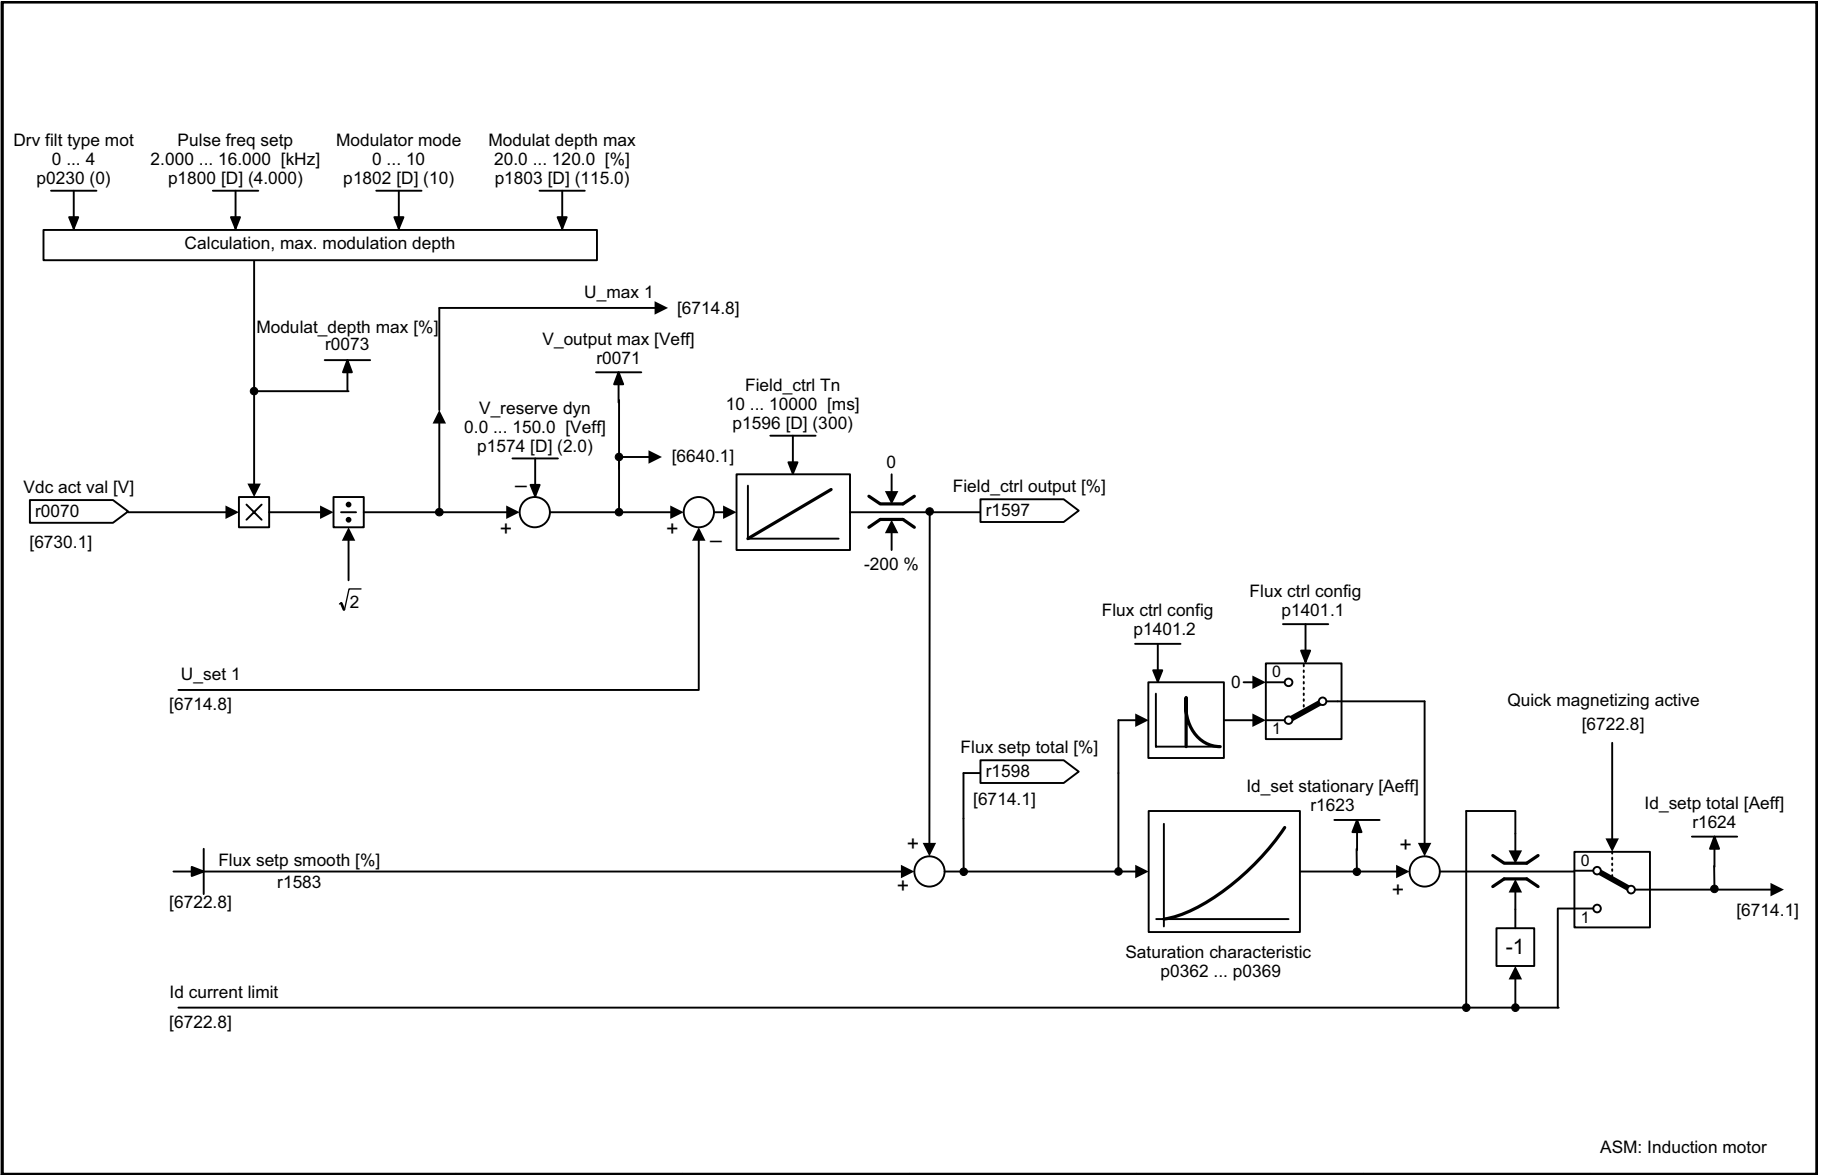 Drv filt type mot
0 ... 4
p0230 (0)
Pulse freq setp
2.000 ... 16.000 [kHz]
p1800 [D] (4.000)
Modulator mode
0 ... 10
p1802 [D] (10)
Modulat depth max
20.0 ... 120.0 [%]
p1803 [D] (115.0)
Calculation, max. modulation depth
U_max 1
[6714.8]
Modulat_depth max [%]
r0073
V_output max [Veff]
r0071
V_reserve dyn
0.0 ... 150.0 [Veff]
p1574 [D] (2.0)
Field_ctrl Tn
10 ... 10000 [ms]
p1596 [D] (300)
[6640.1]
0
Vdc act val [V]
r0070
[6730.1]
×
÷
√2
–
+
+
–
-200 %
Field_ctrl output [%]
r1597
U_set 1
[6714.8]
Flux ctrl config
p1401.2
Flux ctrl config
p1401.1
0
0
1
Quick magnetizing active
[6722.8]
Flux setp total [%]
r1598
[6714.1]
Id_set stationary [Aeff]
r1623
Id_setp total [Aeff]
r1624
Flux setp smooth [%]
r1583
[6722.8]
+
+
+
+
0
1
[6714.1]
Saturation characteristic
p0362 ... p0369
-1
Id current limit
[6722.8]
ASM: Induction motor